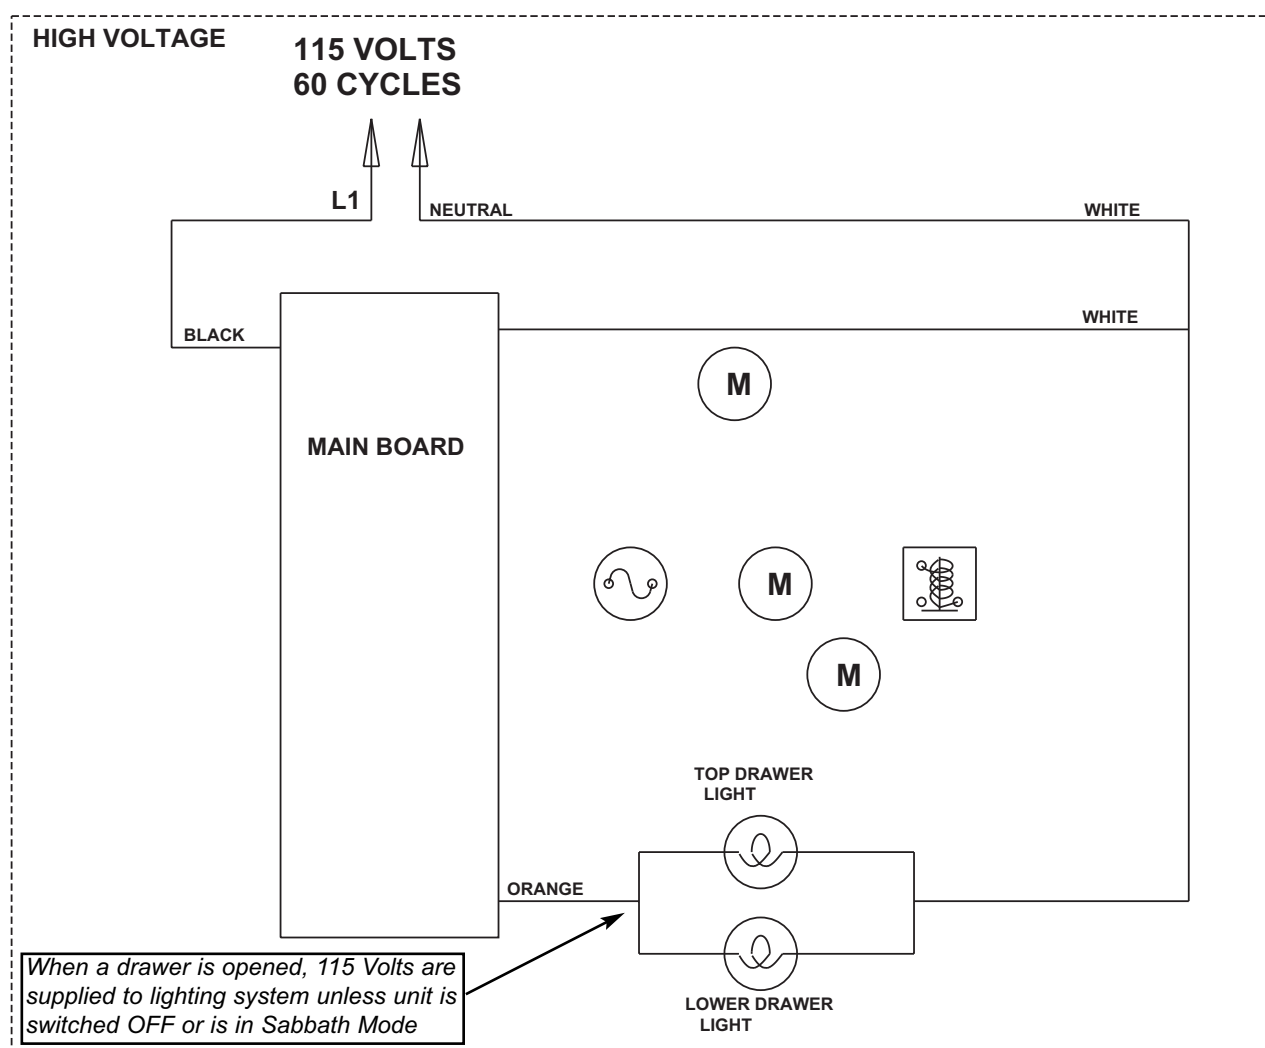 HIGH VOLTAGE
115 VOLTS
60 CYCLES
L1
NEUTRAL
WHITE
BLACK
WHITE
MAIN BOARD
M
M
M
TOP DRAWER
LIGHT
ORANGE
When a drawer is opened, 115 Volts are
supplied to lighting system unless unit is
switched OFF or is in Sabbath Mode
LOWER DRAWER
LIGHT